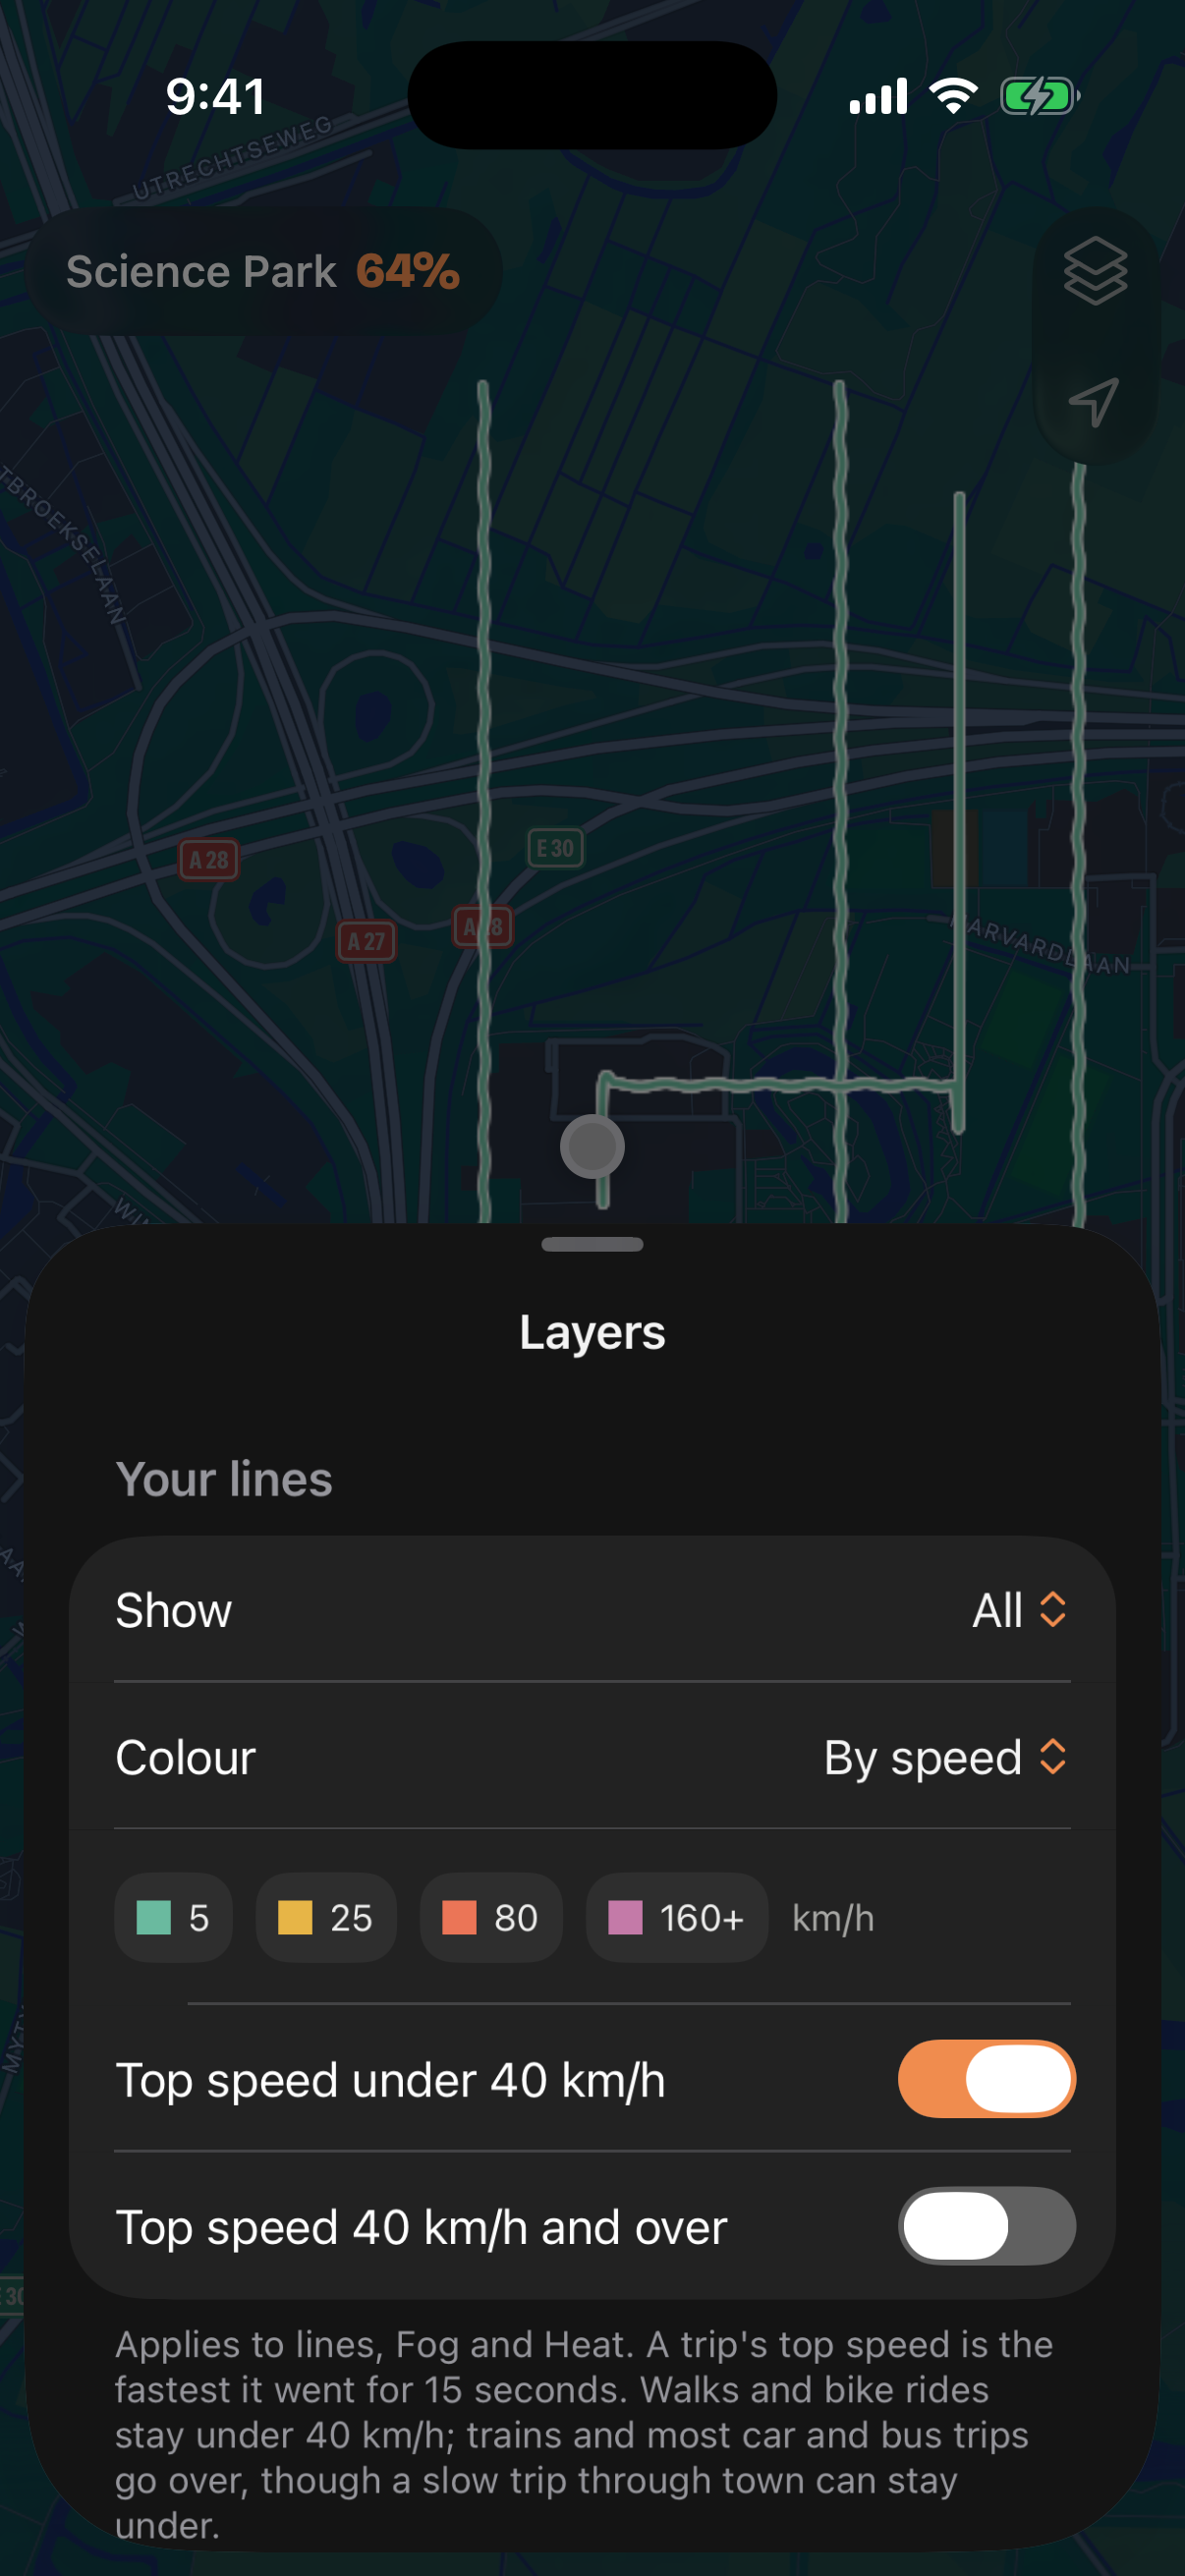 9:41
UTRECHTSEWEG
Science Park 64%
TBROEKSELAAN
E 30
A 28
A 27
HARVARDLAAN
Layers
Your lines
Show All
Colour By speed
5 25 80 160+ km/h
Top speed under 40 km/h
Top speed 40 km/h and over
Applies to lines, Fog and Heat. A trip's top speed is the
fastest it went for 15 seconds. Walks and bike rides
stay under 40 km/h; trains and most car and bus trips
go over, though a slow trip through town can stay
under.